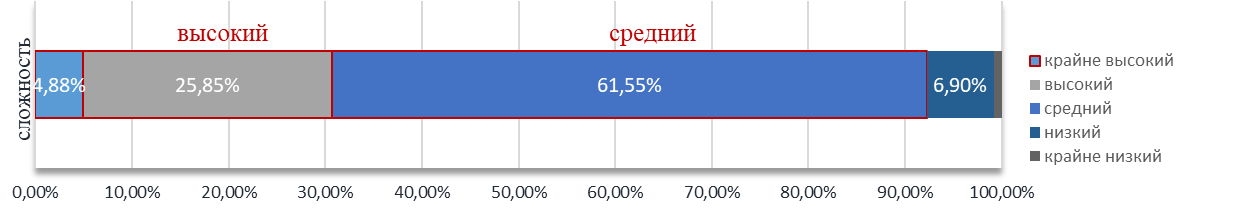 высокий средний
сложность
4,88% 25,85% 61,55% 6,90%
крайне высокий
высокий
средний
низкий
крайне низкий
0,00% 10,00% 20,00% 30,00% 40,00% 50,00% 60,00% 70,00% 80,00% 90,00% 100,00%